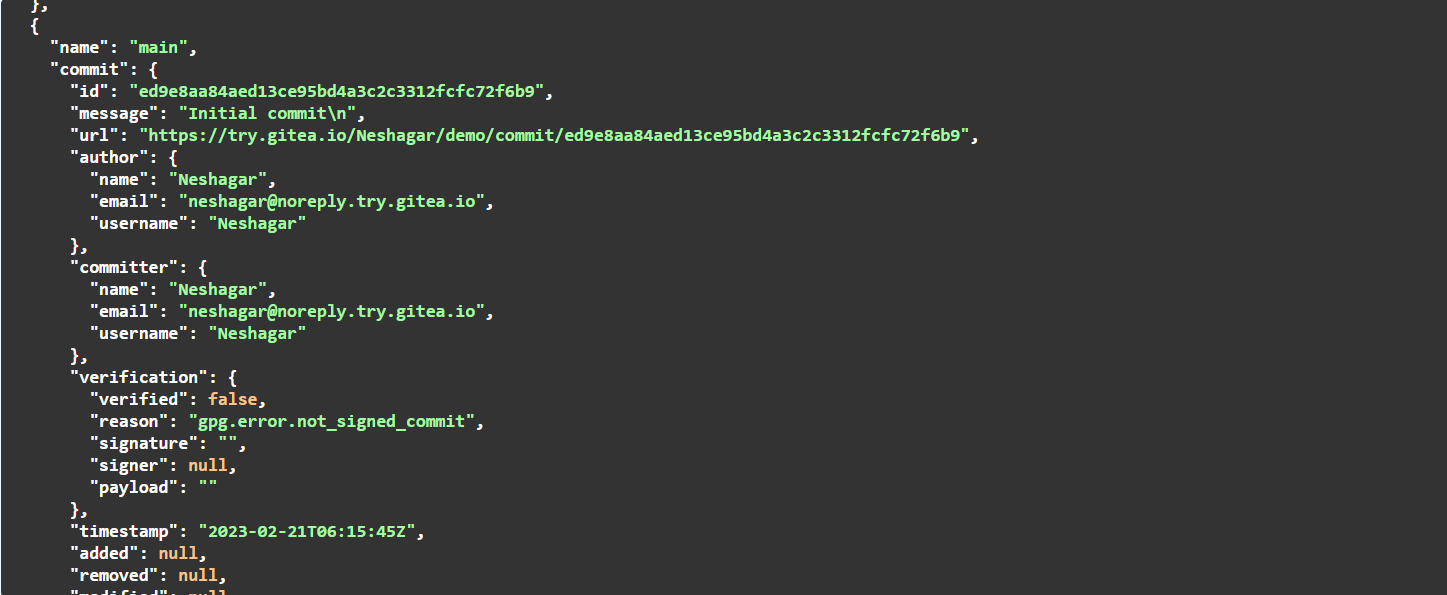 },
{
"name": "main",
"commit": {
"id": "ed9e8aa84aed13ce95bd4a3c2c3312fcfc72f6b9",
"message": "Initial commit\n",
"url": "https://try.gitea.io/Neshagar/demo/commit/ed9e8aa84aed13ce95bd4a3c2c3312fcfc72f6b9",
"author": {
"name": "Neshagar",
"email": "neshagar@noreply.try.gitea.io",
"username": "Neshagar"
},
"committer": {
"name": "Neshagar",
"email": "neshagar@noreply.try.gitea.io",
"username": "Neshagar"
},
"verification": {
"verified": false,
"reason": "gpg.error.not_signed_commit",
"signature": "",
"signer": null,
"payload": ""
},
"timestamp": "2023-02-21T06:15:45Z",
"added": null,
"removed": null,
"modified": null